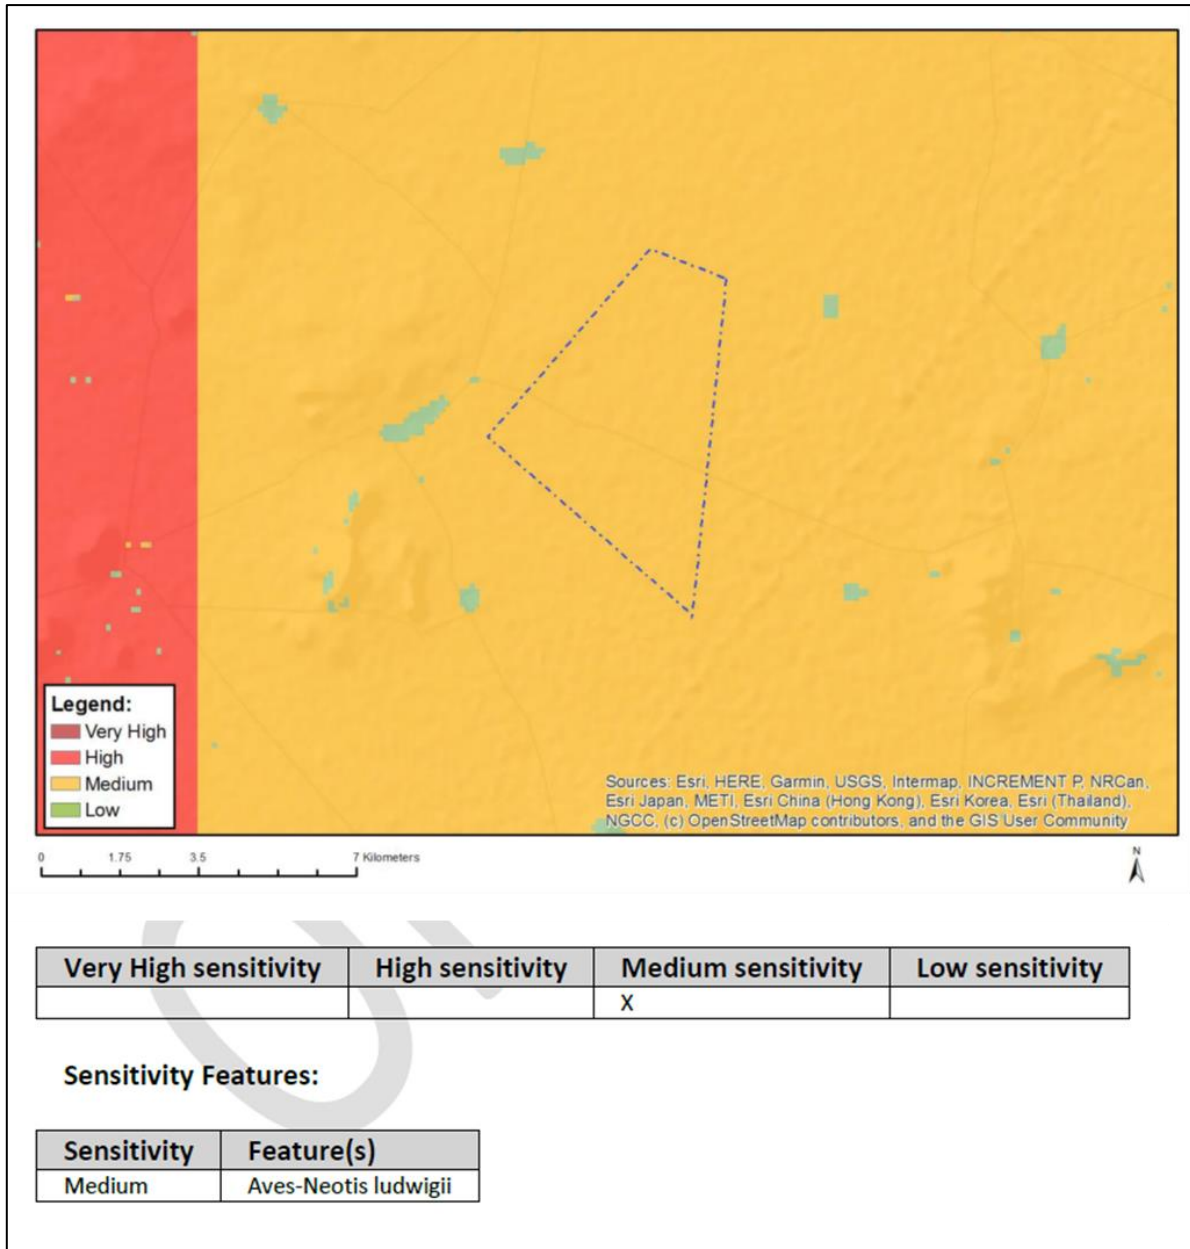 Legend:
Very High
High
Medium
Low
Sources: Esri, HERE, Garmin, USGS, Intermap, INCREMENT P, NRCan,
Esri Japan, METI, Esri China (Hong Kong), Esri Korea, Esri (Thailand),
NGCC, (c) OpenStreetMap contributors, and the GIS User Community
0 1.75 3.5 7 Kilometers
N
Very High sensitivity High sensitivity Medium sensitivity Low sensitivity
X
Sensitivity Features:
Sensitivity Feature(s)
Medium Aves-Neotis ludwigii